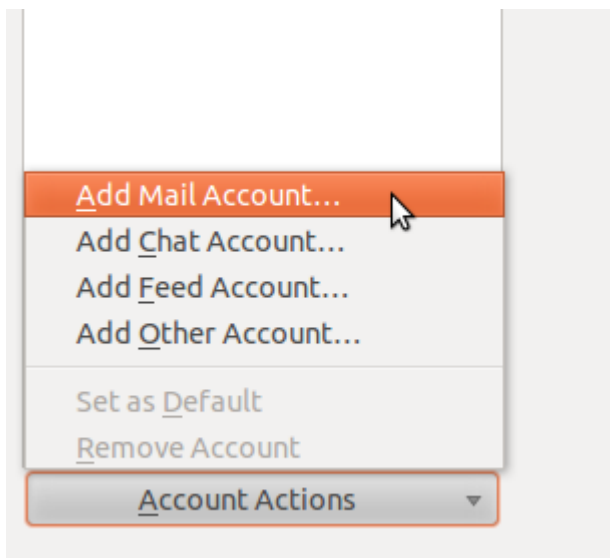 Add Mail Account...
Add Chat Account...
Add Feed Account...
Add Other Account...
Set as Default
Remove Account
Account Actions